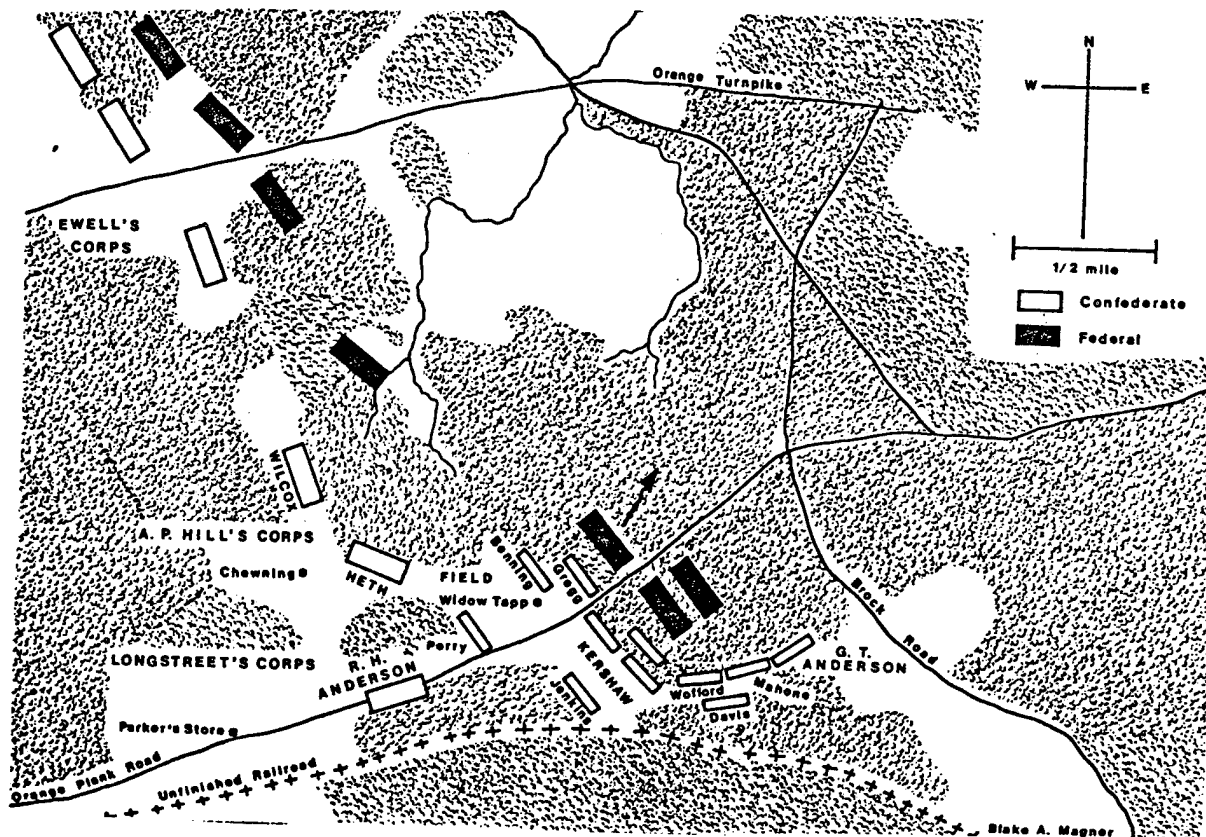 Orange Turnpike
N
W
E
1/2 mile
Confederate
Federal
EWELL'S
CORPS
WILCOX
A. P. HILL'S CORPS
Chewning
HETH
FIELD
Benning
Gregg
Widow Tapp
Perry
LONGSTREET'S CORPS
R. H.
ANDERSON
KERSHAW
Jenkins
Wofford
Mahone
Davis
G. T.
ANDERSON
Brock
Road
Parker's Store
Orange Plank Road
Unfinished Railroad
Blake A. Magner